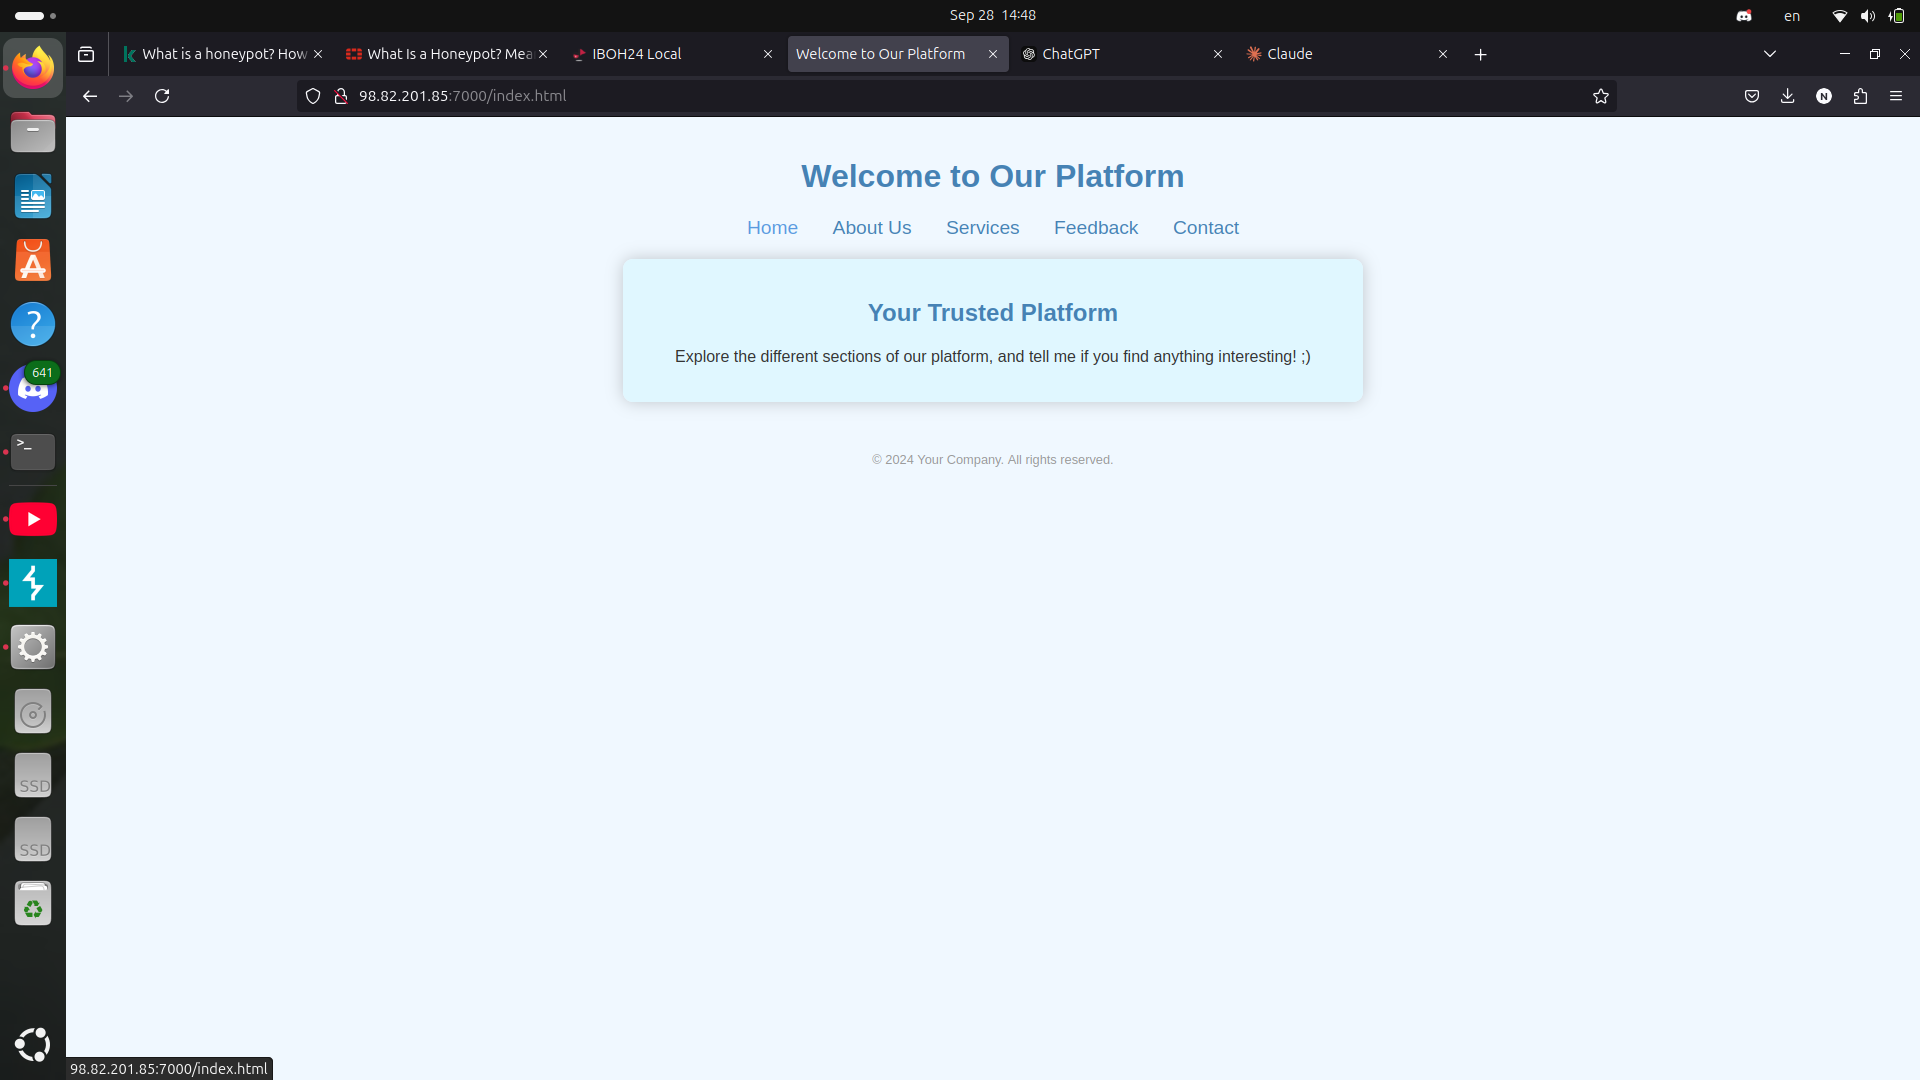 Sep 28 14:48
en
What is a honeypot? How
What Is a Honeypot? Mea
IBOH24 Local
Welcome to Our Platform
ChatGPT
Claude
98.82.201.85:7000/index.html
N
Welcome to Our Platform
Home About Us Services Feedback Contact
Your Trusted Platform
Explore the different sections of our platform, and tell me if you find anything interesting! ;)
© 2024 Your Company. All rights reserved.
641
>_
SSD
SSD
98.82.201.85:7000/index.html